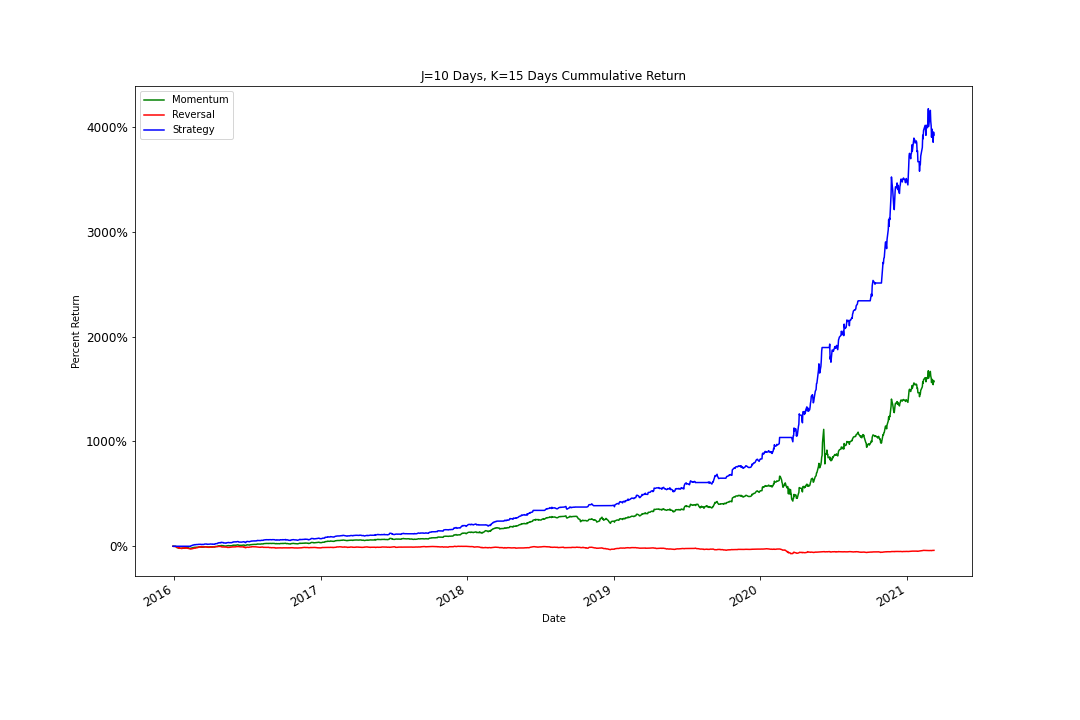 J=10 Days, K=15 Days Cummulative Return
Momentum
Reversal
Strategy
4000%
3000%
2000%
1000%
0%
Percent Return
2016
2017
2018
2019
2020
2021
Date